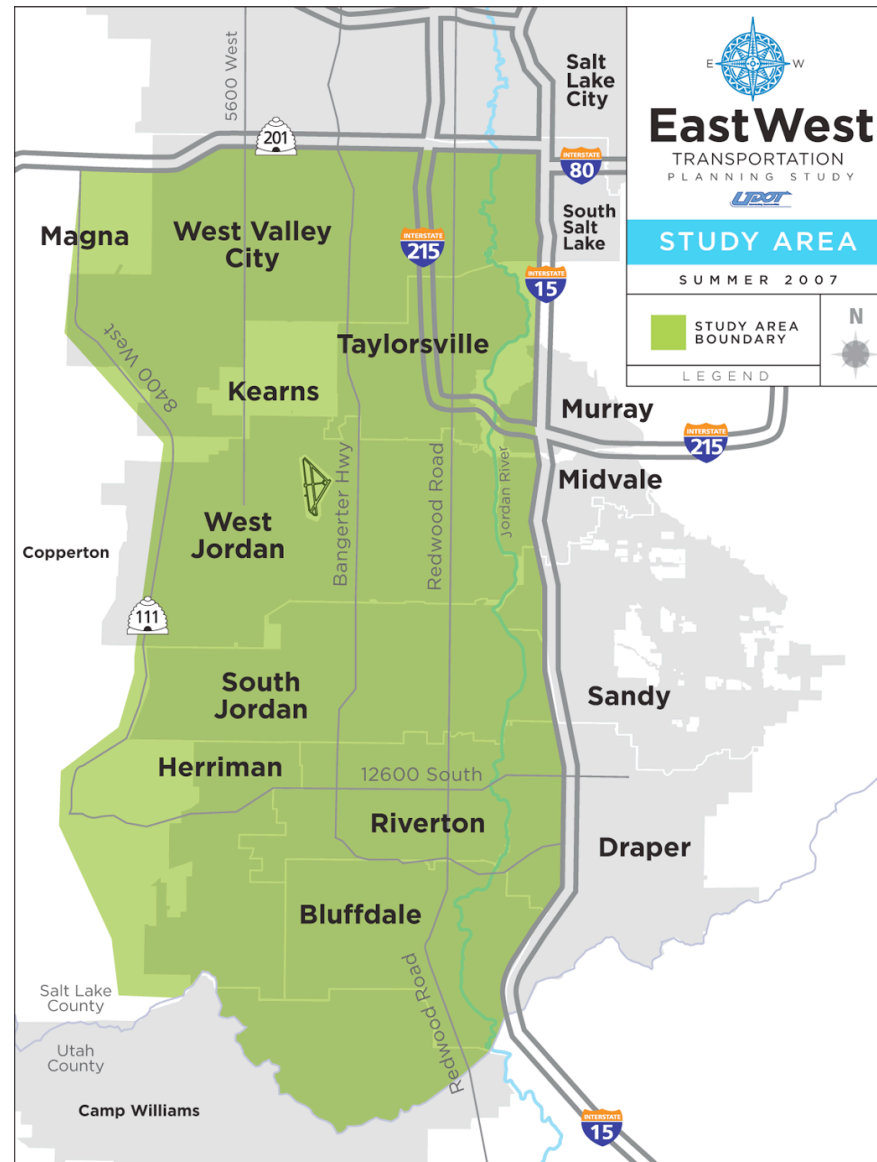 E W
EastWest
TRANSPORTATION
PLANNING STUDY
UDOT
STUDY AREA
SUMMER 2007
STUDY AREA
BOUNDARY
LEGEND
N
5600 West
Salt
Lake
City
201
INTERSTATE
80
South
Salt
Lake
Magna
West Valley
City
INTERSTATE
215
INTERSTATE
15
8400 West
Taylorsville
Kearns
Murray
INTERSTATE
215
Midvale
Bangerter Hwy
Redwood Road
Jordan River
West
Jordan
Copperton
111
South
Jordan
Sandy
Herriman
12600 South
Riverton
Draper
Bluffdale
Redwood Road
Salt Lake
County
Utah
County
Camp Williams
INTERSTATE
15